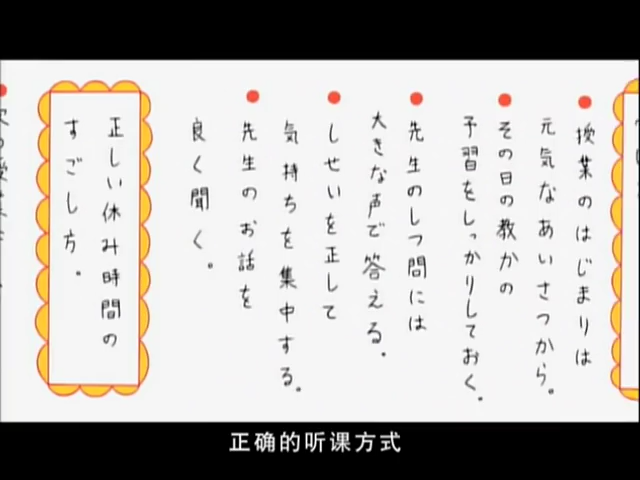 授業のはじまりは
元気なあいさつから。
その日の教かの
予習をしっかりしておく。
先生のしつ問には
大きな声で答える。
しせいを正して
気持ちを集中する。
先生のお話を
良く聞く。
正しい休み時間の
すごし方。
正确的听课方式